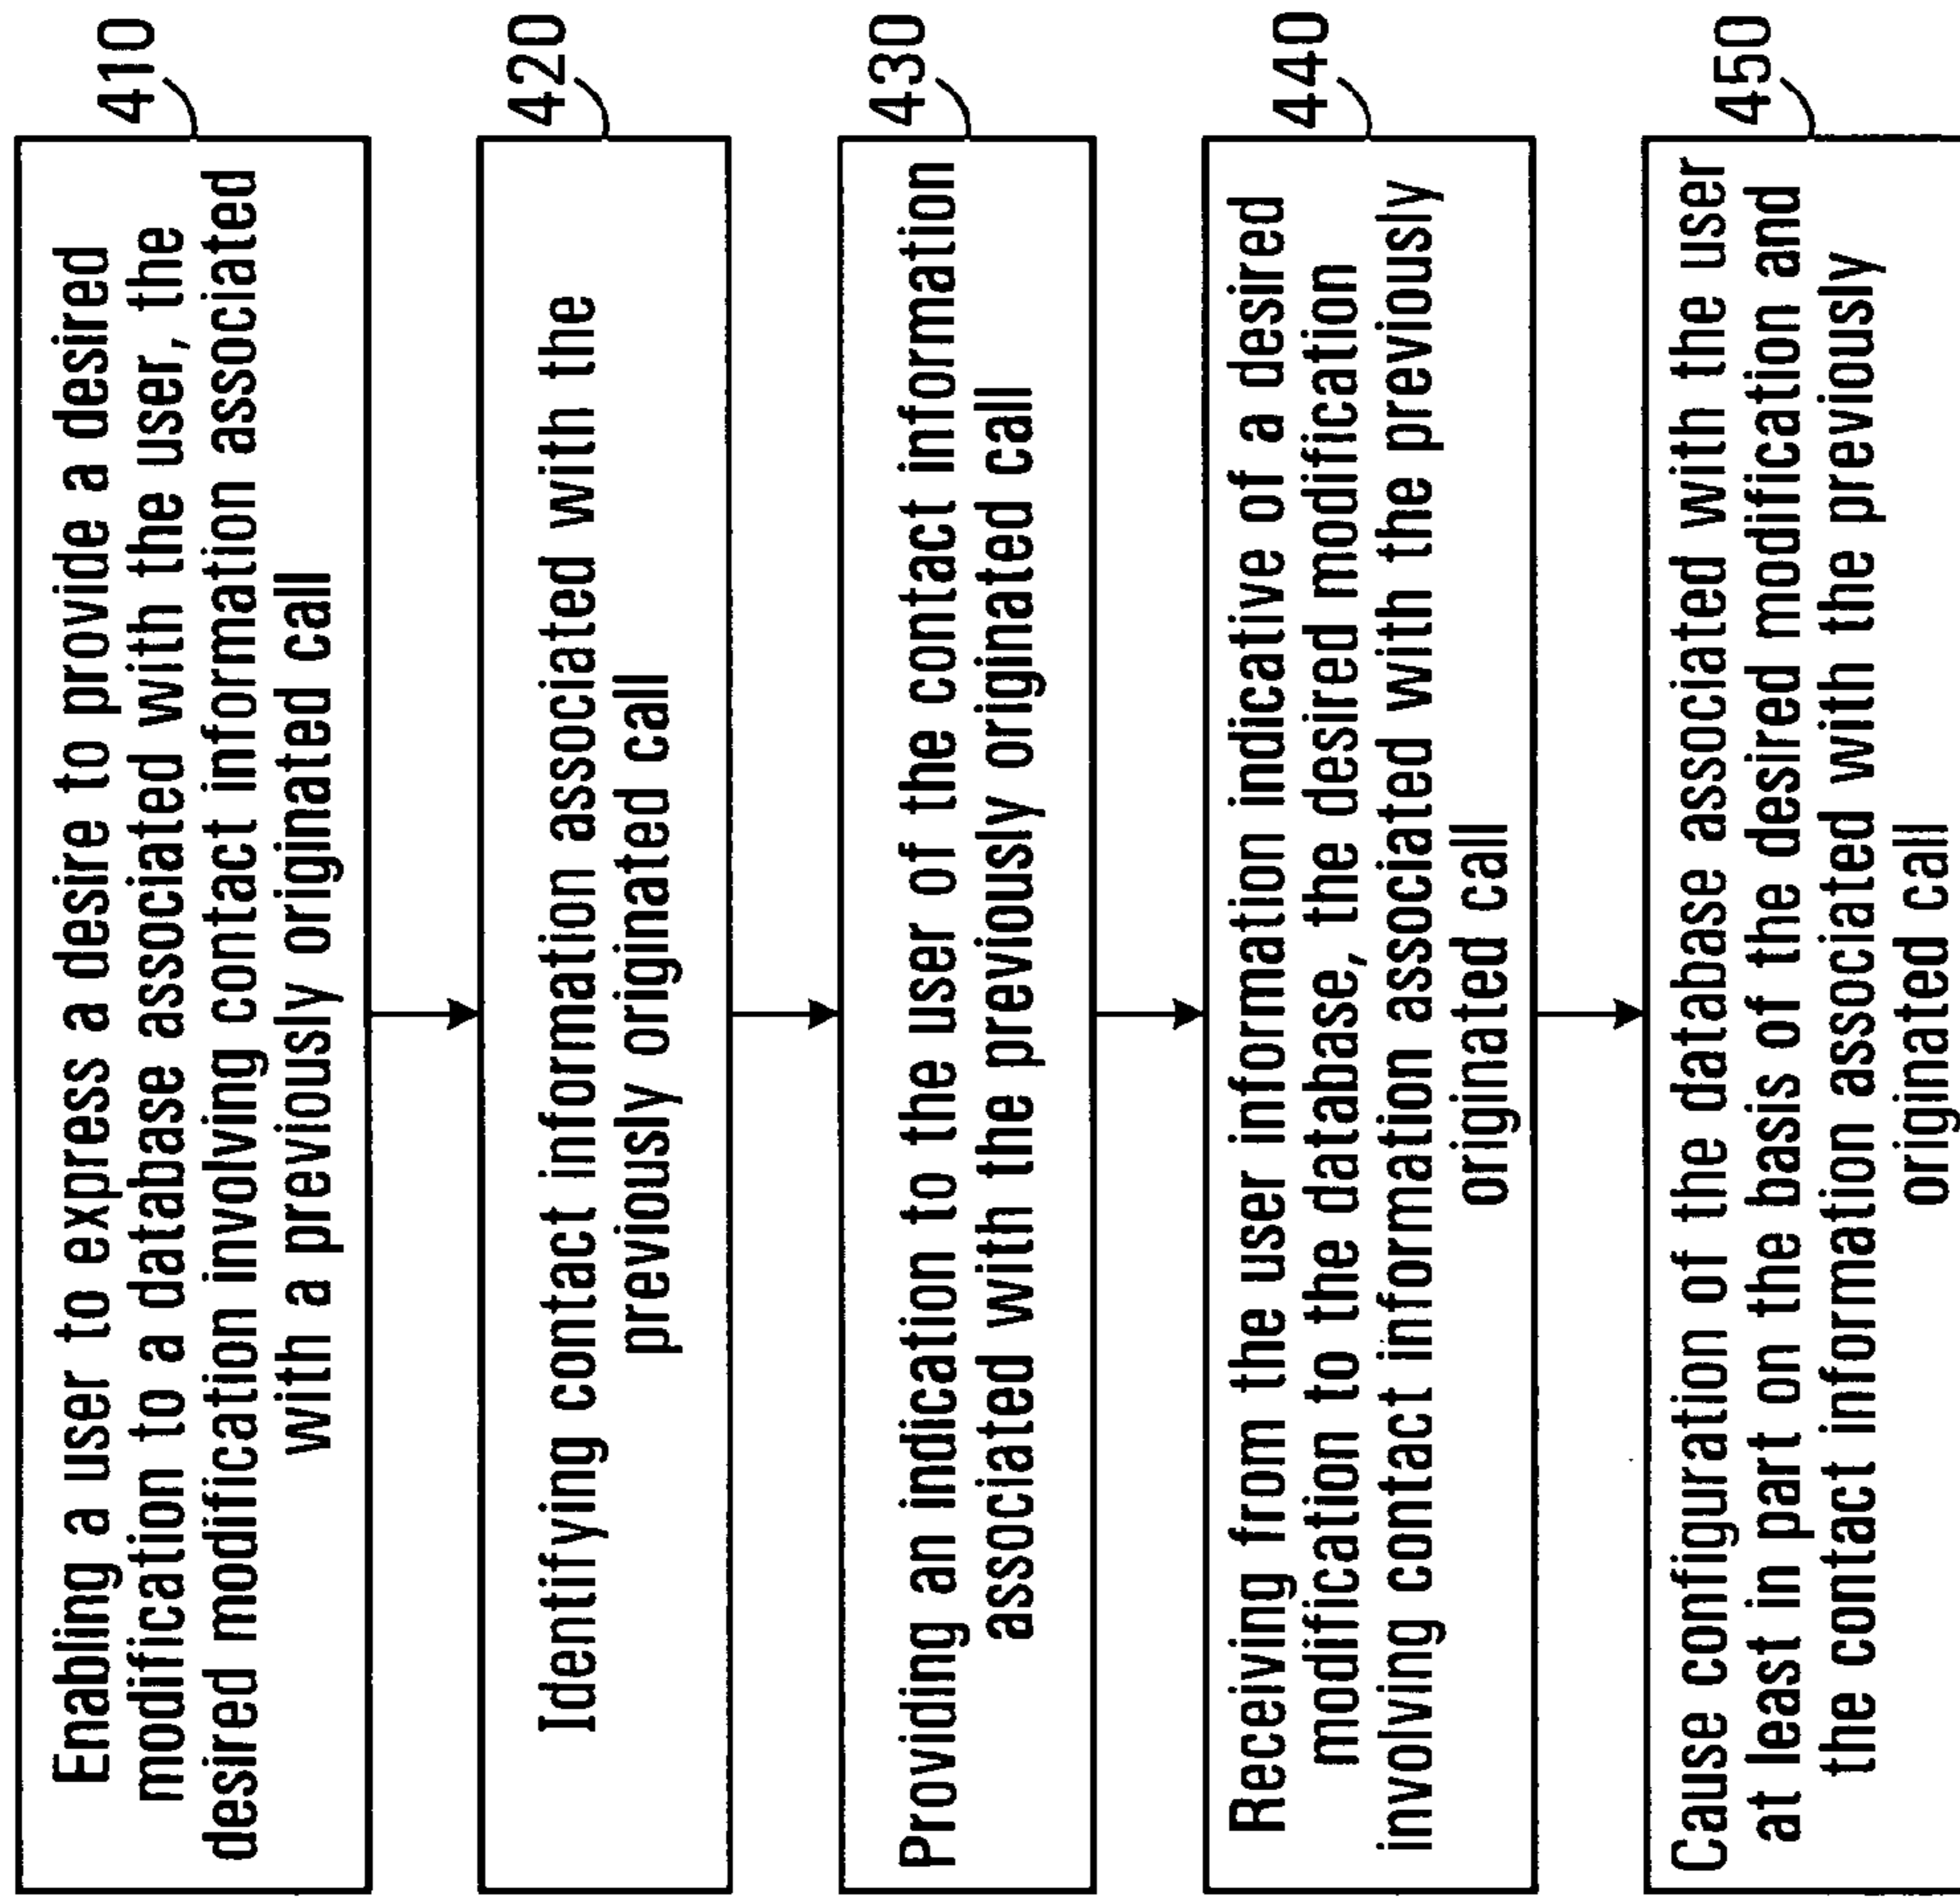 410
Enabling a user to express a desire to provide a desired
modification to a database associated with the user, the
desired modification involving contact information associated
with a previously originated call
420
Identifying contact information associated with the
previously originated call
430
Providing an indication to the user of the contact information
associated with the previously originated call
440
Receiving from the user information indicative of a desired
modification to the database, the desired modification
involving contact information associated with the previously
originated call
450
Cause configuration of the database associated with the user
at least in part on the basis of the desired modification and
the contact information associated with the previously
originated call